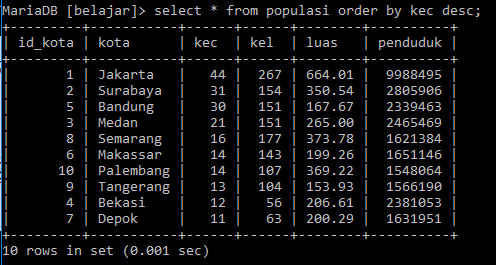 MariaDB [belajar]> select * from populasi order by kec desc;
+---------+-----------+------+------+--------+----------+
| id_kota | kota      | kec  | kel  | luas   | penduduk |
+---------+-----------+------+------+--------+----------+
|       1 | Jakarta   |   44 |  267 | 664.01 |  9988495 |
|       2 | Surabaya  |   31 |  154 | 350.54 |  2805906 |
|       5 | Bandung   |   30 |  151 | 167.67 |  2339463 |
|       3 | Medan     |   21 |  151 | 265.00 |  2465469 |
|       8 | Semarang  |   16 |  177 | 373.78 |  1621384 |
|       6 | Makassar  |   14 |  143 | 199.26 |  1651146 |
|      10 | Palembang |   14 |  107 | 369.22 |  1548064 |
|       9 | Tangerang |   13 |  104 | 153.93 |  1566190 |
|       4 | Bekasi    |   12 |   56 | 206.61 |  2381053 |
|       7 | Depok     |   11 |   63 | 200.29 |  1631951 |
+---------+-----------+------+------+--------+----------+
10 rows in set (0.001 sec)